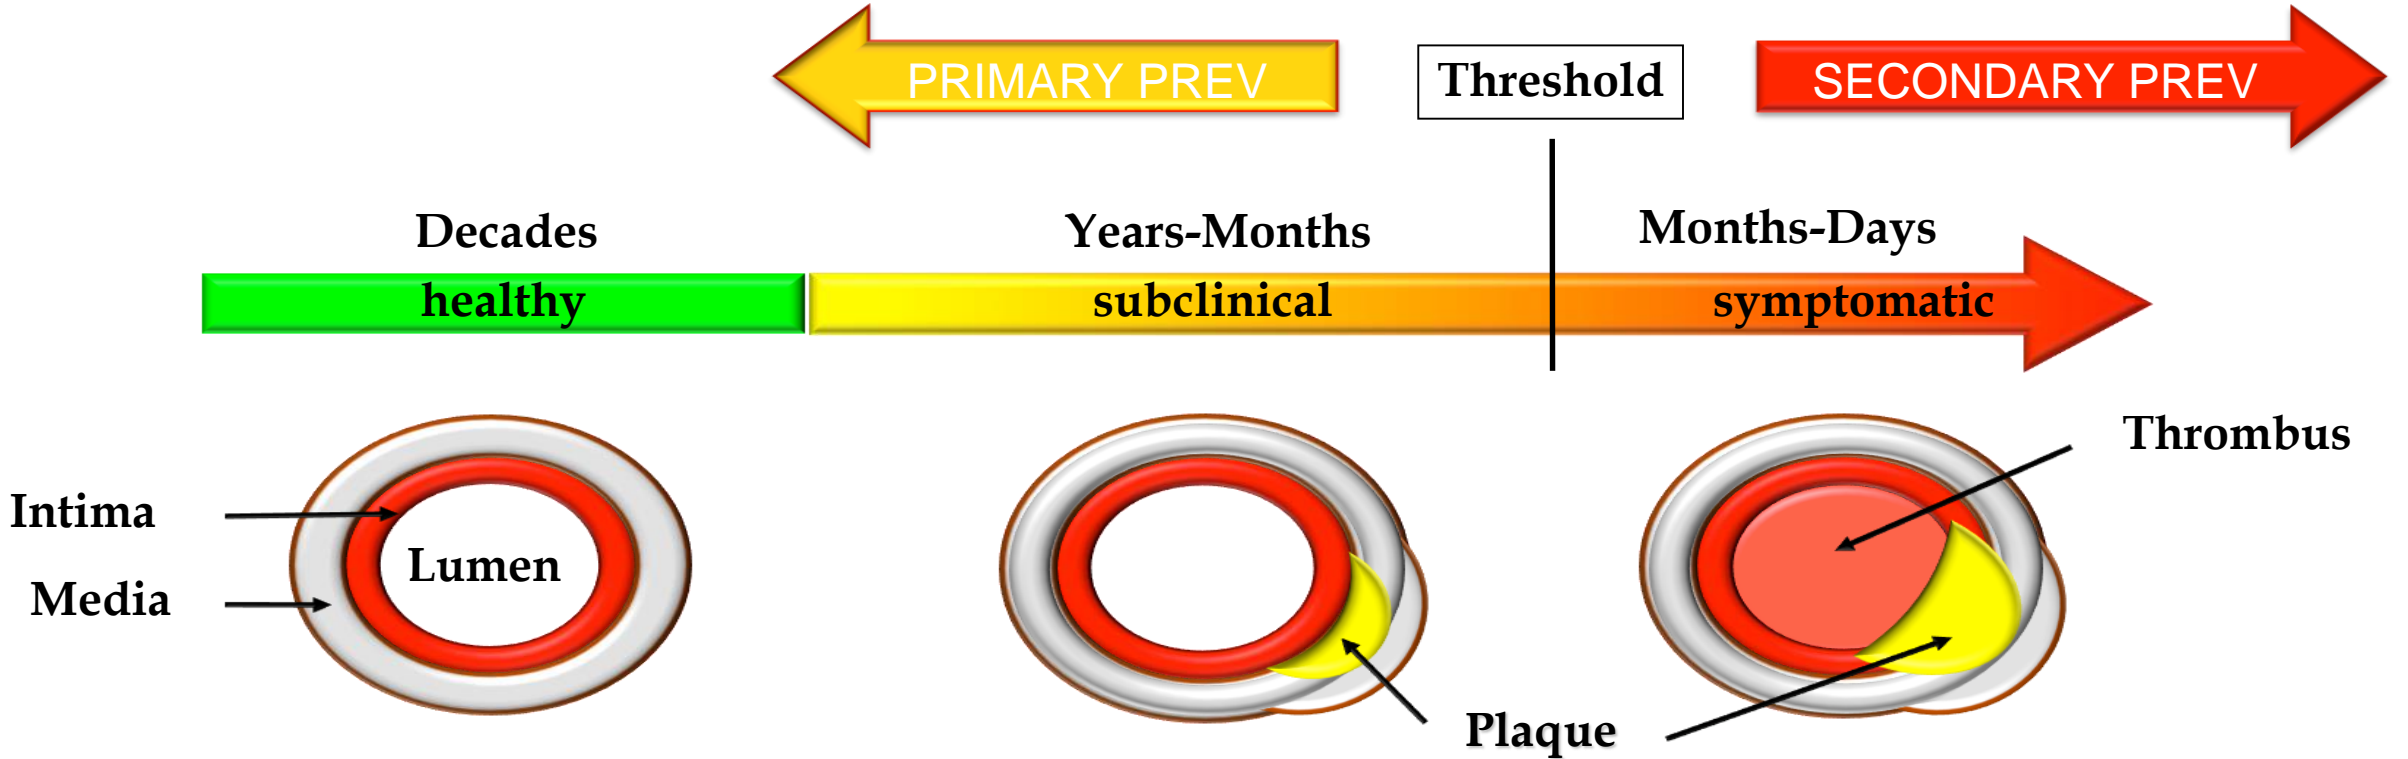 PRIMARY PREV
Threshold
SECONDARY PREV
Decades
Years-Months
Months-Days
healthy
subclinical
symptomatic
Thrombus
Intima
Lumen
Media
Plaque